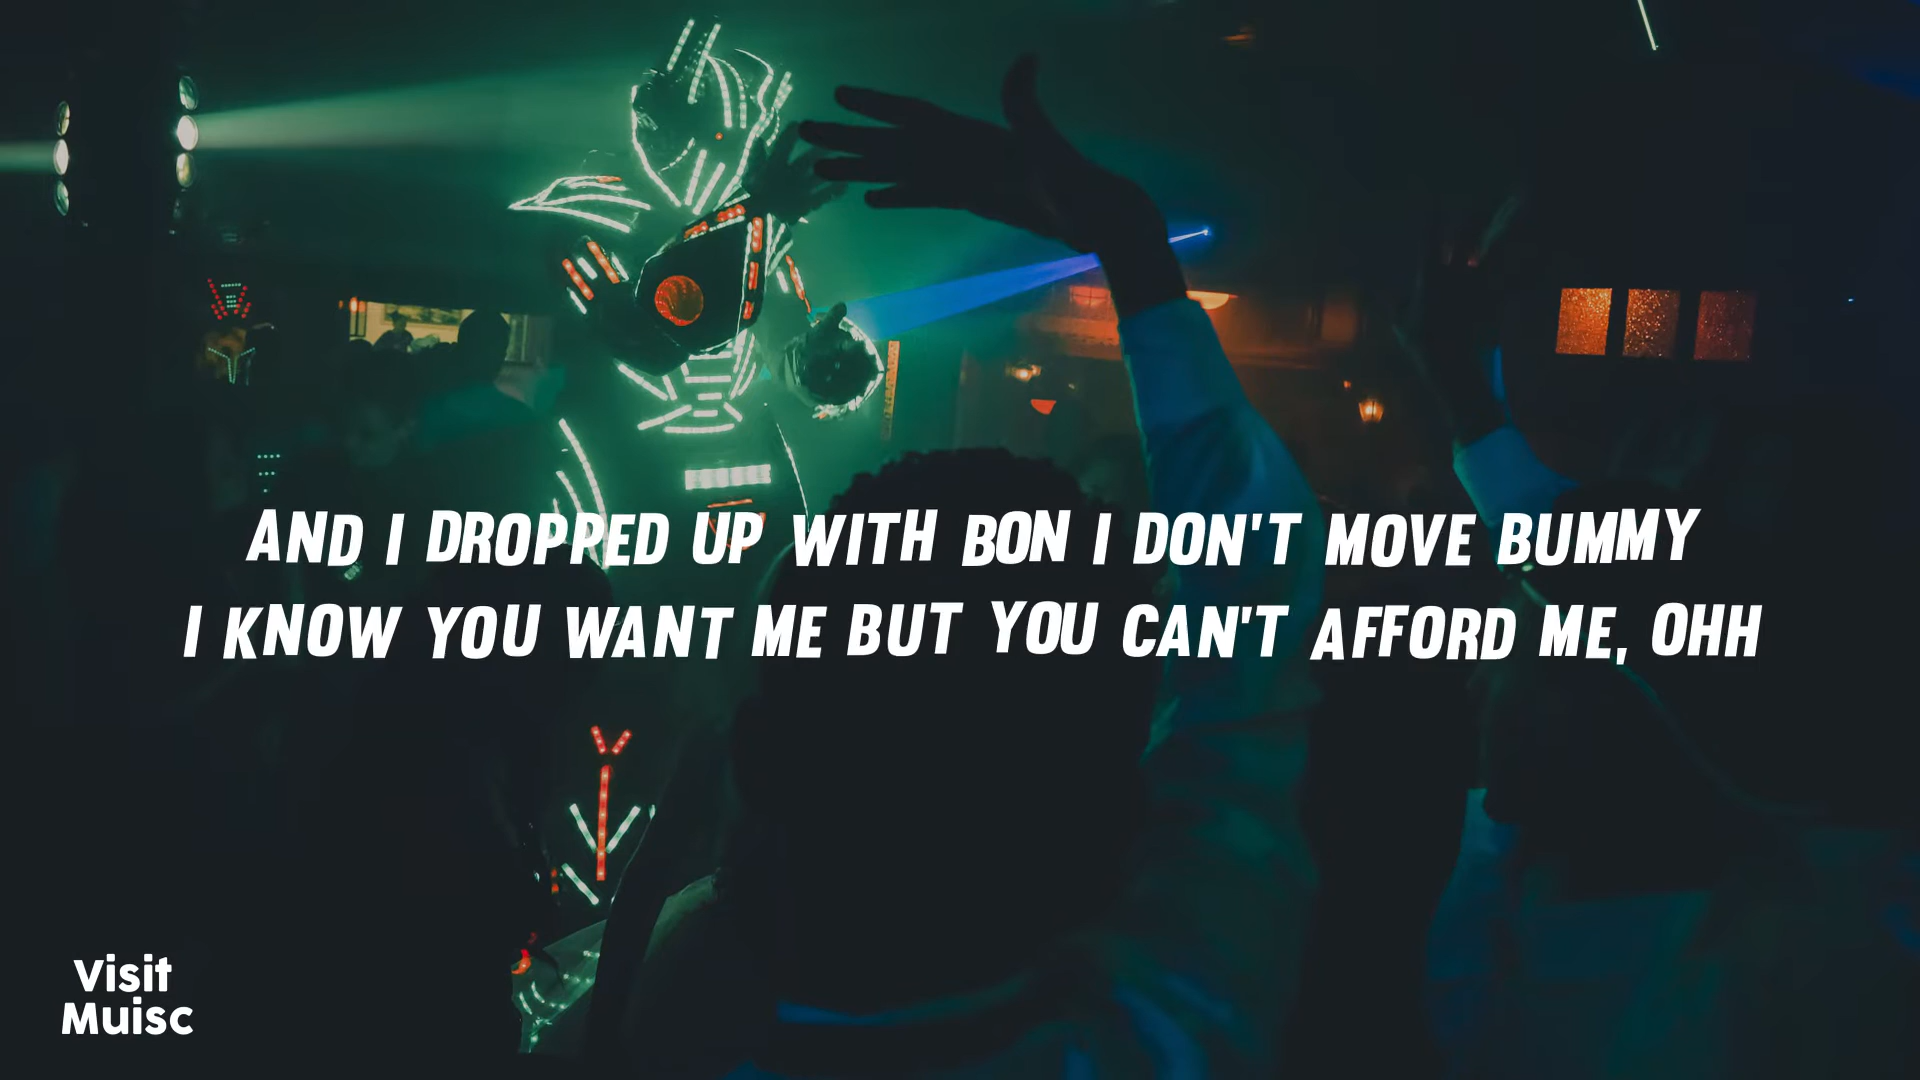 AND I DROPPED UP WITH BON I DON'T MOVE BUMMY
I KNOW YOU WANT ME BUT YOU CAN'T AFFORD ME, OHH
Visit
Muisc